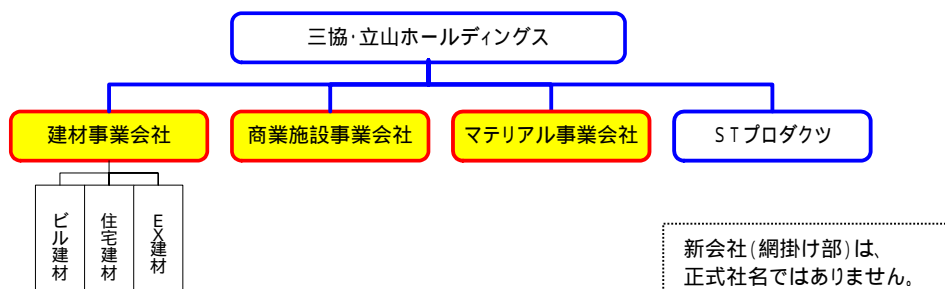 三協・立山ホールディングス
建材事業会社
商業施設事業会社
マテリアル事業会社
STプロダクツ
ビル建材
住宅建材
EX建材
新会社(網掛け部)は、
正式社名ではありません。